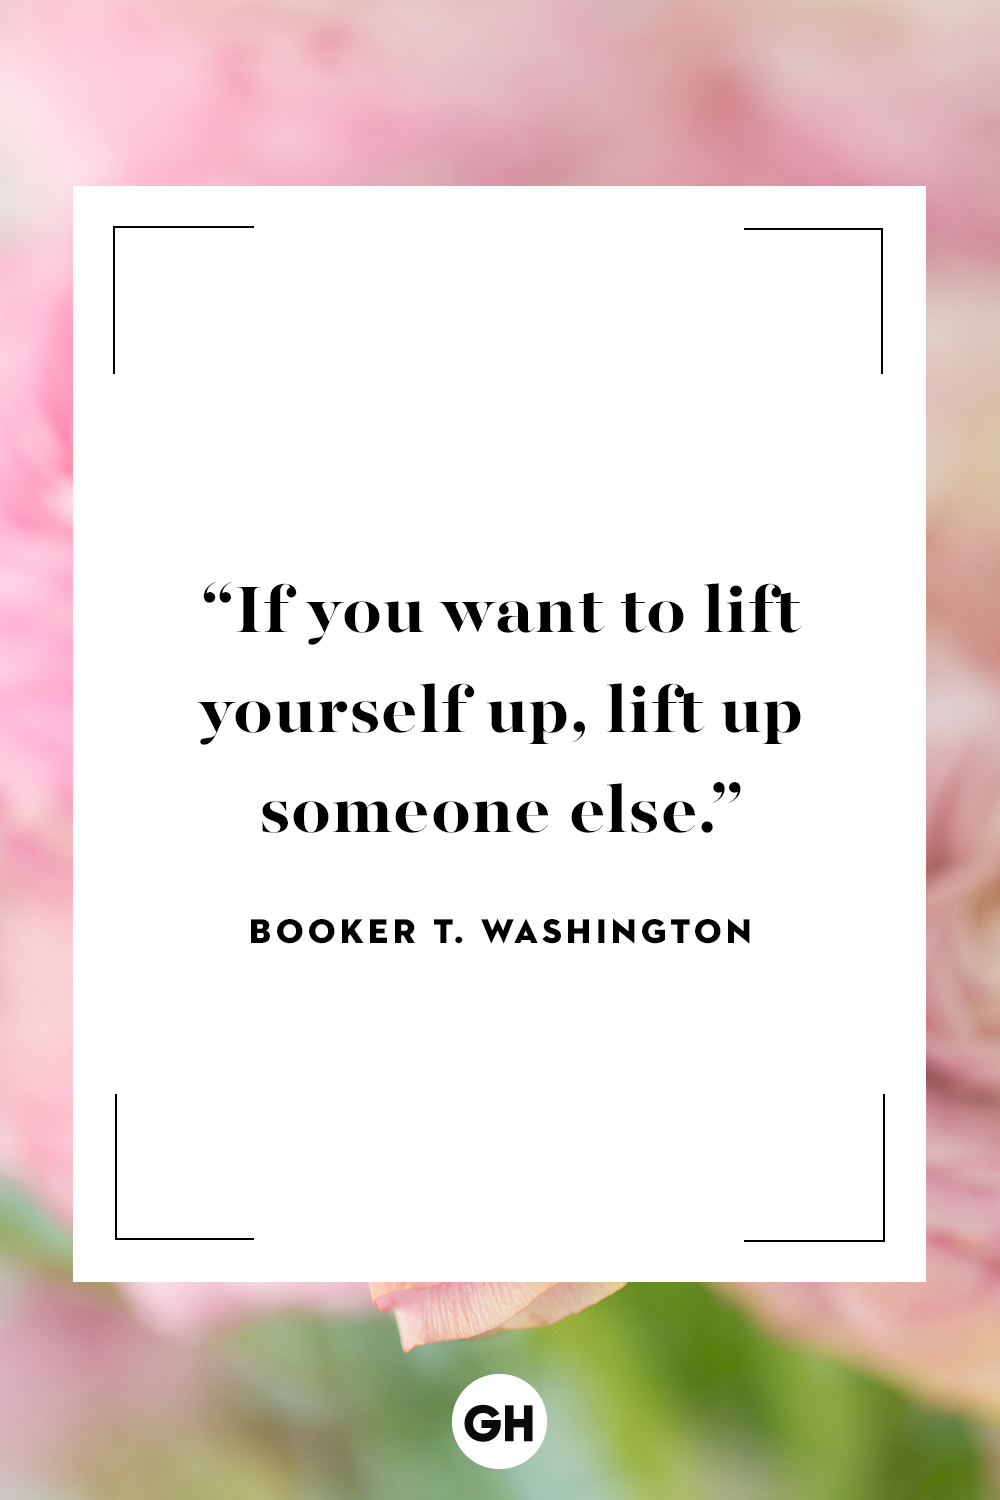 “If you want to lift
yourself up, lift up
someone else.”
BOOKER T. WASHINGTON
GH